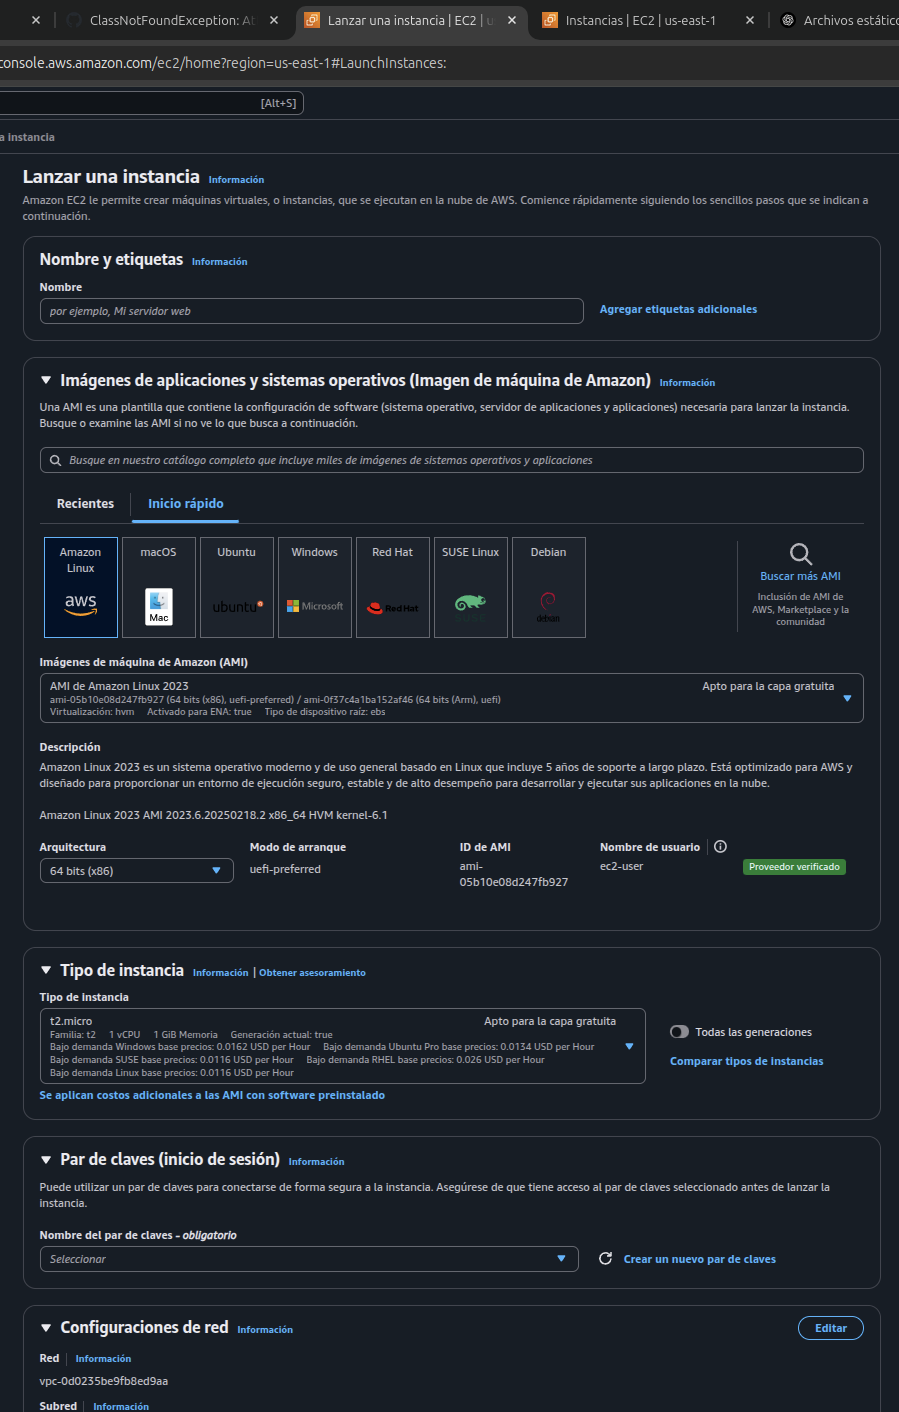 ClassNotFoundException: At
Lanzar una instancia | EC2 | u
Instancias | EC2 | us-east-1
Archivos estático
console.aws.amazon.com/ec2/home?region=us-east-1#LaunchInstances:
[Alt+S]
a instancia
Lanzar una instancia Información
Amazon EC2 le permite crear máquinas virtuales, o instancias, que se ejecutan en la nube de AWS. Comience rápidamente siguiendo los sencillos pasos que se indican a
continuación.
Nombre y etiquetas Información
Nombre
por ejemplo, Mi servidor web
Agregar etiquetas adicionales
Imágenes de aplicaciones y sistemas operativos (Imagen de máquina de Amazon) Información
Una AMI es una plantilla que contiene la configuración de software (sistema operativo, servidor de aplicaciones y aplicaciones) necesaria para lanzar la instancia.
Busque o examine las AMI si no ve lo que busca a continuación.
Busque en nuestro catálogo completo que incluye miles de imágenes de sistemas operativos y aplicaciones
Recientes
Inicio rápido
Amazon
Linux
aws
macOS
Mac
Ubuntu
ubuntu
Windows
Microsoft
Red Hat
Red Hat
SUSE Linux
SUSE
Debian
debian
Buscar más AMI
Inclusión de AMI de
AWS, Marketplace y la
comunidad
Imágenes de máquina de Amazon (AMI)
AMI de Amazon Linux 2023
Apto para la capa gratuita
ami-05b10e08d247fb927 (64 bits (x86), uefi-preferred) / ami-0f37c4a1ba152af46 (64 bits (Arm), uefi)
Virtualización: hvm Activado para ENA: true Tipo de dispositivo raíz: ebs
Descripción
Amazon Linux 2023 es un sistema operativo moderno y de uso general basado en Linux que incluye 5 años de soporte a largo plazo. Está optimizado para AWS y
diseñado para proporcionar un entorno de ejecución seguro, estable y de alto desempeño para desarrollar y ejecutar sus aplicaciones en la nube.
Amazon Linux 2023 AMI 2023.6.20250218.2 x86_64 HVM kernel-6.1
Arquitectura
64 bits (x86)
Modo de arranque
uefi-preferred
ID de AMI
ami-
05b10e08d247fb927
Nombre de usuario
ec2-user
Proveedor verificado
Tipo de instancia Información | Obtener asesoramiento
Tipo de instancia
t2.micro
Apto para la capa gratuita
Familia: t2 1 vCPU 1 GiB Memoria Generación actual: true
Bajo demanda Windows base precios: 0.0162 USD per Hour Bajo demanda Ubuntu Pro base precios: 0.0134 USD per Hour
Bajo demanda SUSE base precios: 0.0116 USD per Hour Bajo demanda RHEL base precios: 0.026 USD per Hour
Bajo demanda Linux base precios: 0.0116 USD per Hour
Todas las generaciones
Comparar tipos de instancias
Se aplican costos adicionales a las AMI con software preinstalado
Par de claves (inicio de sesión) Información
Puede utilizar un par de claves para conectarse de forma segura a la instancia. Asegúrese de que tiene acceso al par de claves seleccionado antes de lanzar la
instancia.
Nombre del par de claves - obligatorio
Seleccionar
Crear un nuevo par de claves
Configuraciones de red Información
Editar
Red Información
vpc-0d0235be9fb8ed9aa
Subred Información